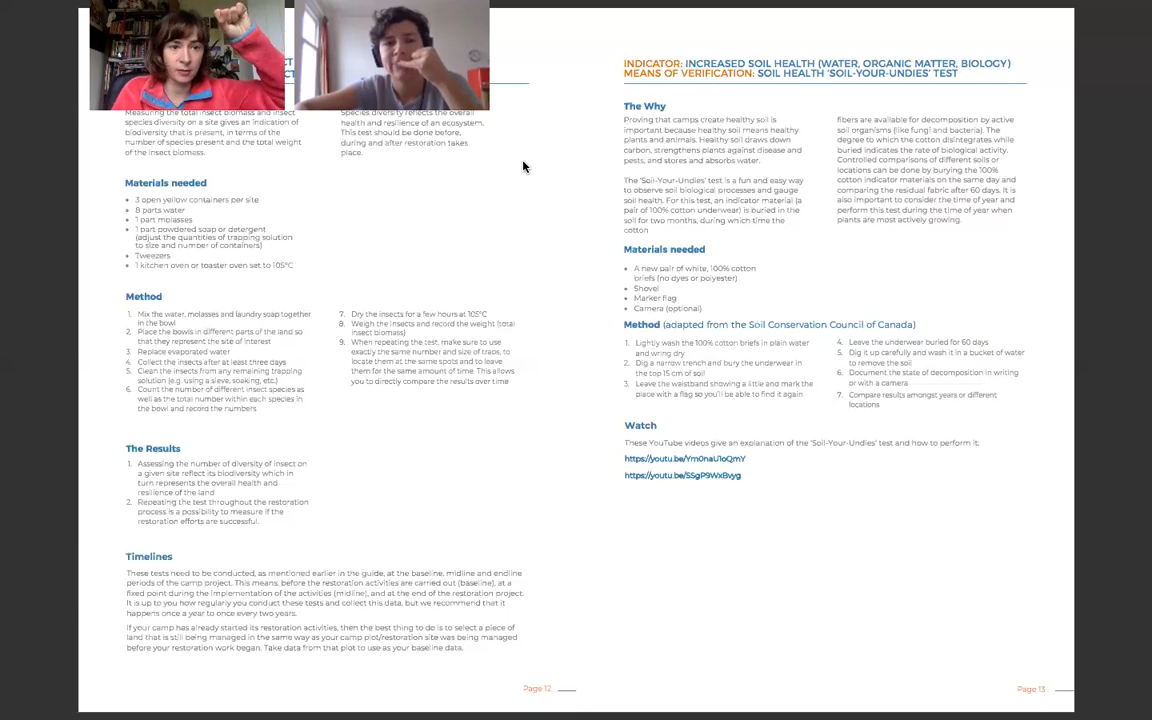 CT
CT
Measuring the total insect biomass and insect
species diversity on a site gives an indication of
biodiversity that is present, in terms of the
number of species present and the total weight
of the insect biomass.
Species diversity reflects the overall
health and resilience of an ecosystem.
This test should be done before,
during and after restoration takes
place.
Materials needed
• 3 open yellow containers per site
• 8 parts water
• 1 part molasses
• 1 part powdered soap or detergent
(adjust the quantities of trapping solution
to size and number of containers)
• Tweezers
• 1 kitchen oven or toaster oven set to 105°C
Method
1. Mix the water, molasses and laundry soap together
in the bowl
2. Place the bowls in different parts of the land so
that they represent the site of interest
3. Replace evaporated water
4. Collect the insects after at least three days
5. Clean the insects from any remaining trapping
solution (e.g. using a sieve, soaking, etc.)
6. Count the number of different insect species as
well as the total number within each species in
the bowl and record the numbers
7. Dry the insects for a few hours at 105°C
8. Weigh the insects and record the weight (total
insect biomass)
9. When repeating the test, make sure to use
exactly the same number and size of traps, to
locate them at the same spots and to leave
them for the same amount of time. This allows
you to directly compare the results over time
The Results
1. Assessing the number of diversity of insect on
a given site reflect its biodiversity which in
turn represents the overall health and
resilience of the land
2. Repeating the test throughout the restoration
process is a possibility to measure if the
restoration efforts are successful.
Timelines
These tests need to be conducted, as mentioned earlier in the guide, at the baseline, midline and endline
periods of the camp project. This means, before the restoration activities are carried out (baseline), at a
fixed point during the implementation of the activities (midline), and at the end of the restoration project.
It is up to you how regularly you conduct these tests and collect this data, but we recommend that it
happens once a year to once every two years.
If your camp has already started its restoration activities, then the best thing to do is to select a piece of
land that is still being managed in the same way as your camp plot/restoration site was being managed
before your restoration work began. Take data from that plot to use as your baseline data.
Page 12
INDICATOR: INCREASED SOIL HEALTH (WATER, ORGANIC MATTER, BIOLOGY)
MEANS OF VERIFICATION: SOIL HEALTH 'SOIL-YOUR-UNDIES' TEST
The Why
Proving that camps create healthy soil is
important because healthy soil means healthy
plants and animals. Healthy soil draws down
carbon, strengthens plants against disease and
pests, and stores and absorbs water.
The 'Soil-Your-Undies' test is a fun and easy way
to observe soil biological processes and gauge
soil health. For this test, an indicator material (a
pair of 100% cotton underwear) is buried in the
soil for two months, during which time the
cotton
fibers are available for decomposition by active
soil organisms (like fungi and bacteria). The
degree to which the cotton disintegrates while
buried indicates the rate of biological activity.
Controlled comparisons of different soils or
locations can be done by burying the 100%
cotton indicator materials on the same day and
comparing the residual fabric after 60 days. It is
also important to consider the time of year and
perform this test during the time of year when
plants are most actively growing.
Materials needed
• A new pair of white, 100% cotton
briefs (no dyes or polyester)
• Shovel
• Marker flag
• Camera (optional)
Method (adapted from the Soil Conservation Council of Canada)
1. Lightly wash the 100% cotton briefs in plain water
and wring dry
2. Dig a narrow trench and bury the underwear in
the top 15 cm of soil
3. Leave the waistband showing a little and mark the
place with a flag so you'll be able to find it again
4. Leave the underwear buried for 60 days
5. Dig it up carefully and wash it in a bucket of water
to remove the soil
6. Document the state of decomposition in writing
or with a camera
7. Compare results amongst years or different
locations
Watch
These YouTube videos give an explanation of the 'Soil-Your-Undies' test and how to perform it:
https://youtu.be/Ym0naU1oQmY
https://youtu.be/SSgP9WxBvyg
Page 13